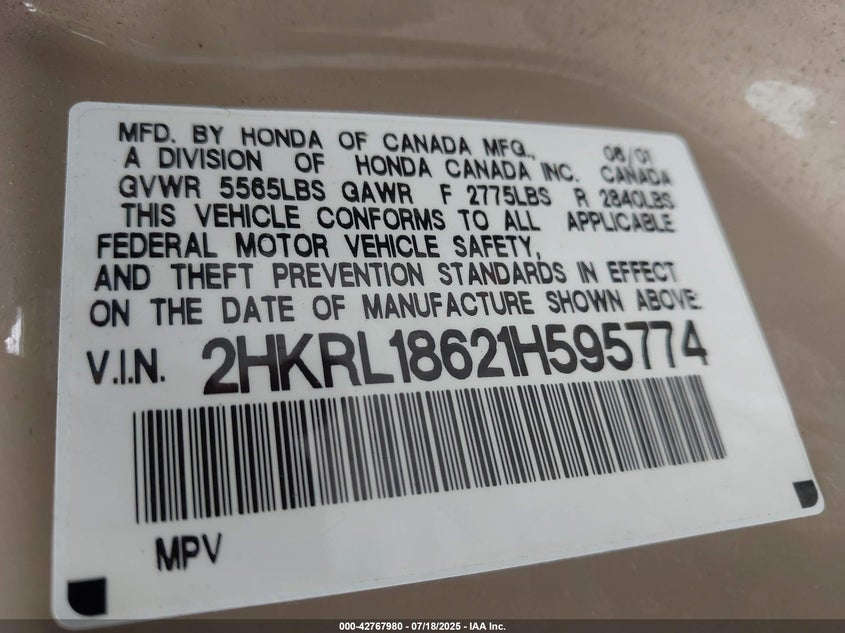 MFD. BY HONDA OF CANADA MFG., 06/01
A DIVISION OF HONDA CANADA INC. CANADA
GVWR 5565LBS GAWR F 2775LBS R 2840LBS
THIS VEHICLE CONFORMS TO ALL APPLICABLE
FEDERAL MOTOR VEHICLE SAFETY,
AND THEFT PREVENTION STANDARDS IN EFFECT
ON THE DATE OF MANUFACTURE SHOWN ABOVE.
V.I.N. 2HKRL18621H595774
MPV
000-42767980 - 07/18/2025 - IAA Inc.